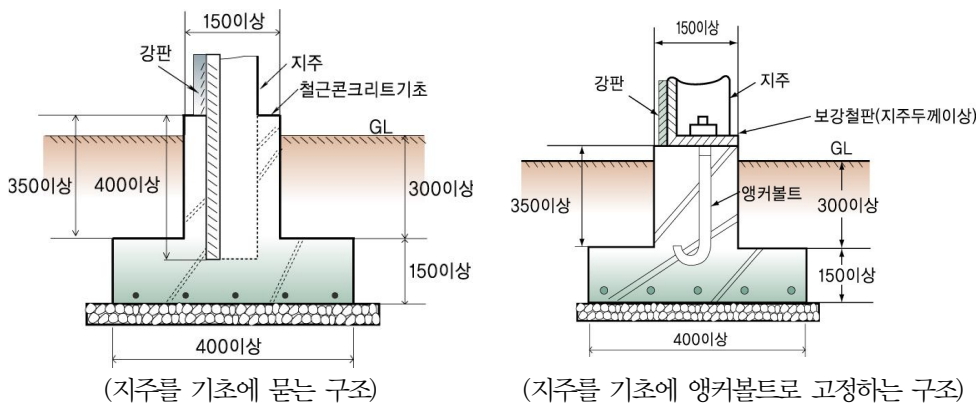 150이상
강판
지주
철근콘크리트기초
GL
350이상
400이상
300이상
150이상
400이상
(지주를 기초에 묻는 구조)
150이상
강판
지주
보강철판(지주두께이상)
GL
350이상
앵커볼트
300이상
150이상
400이상
(지주를 기초에 앵커볼트로 고정하는 구조)